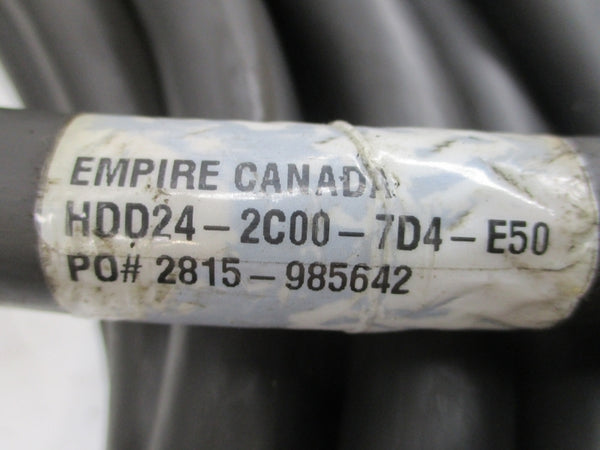 EMPIRE CANADA
HDD24-2C00-7D4-E50
PO# 2815-985642